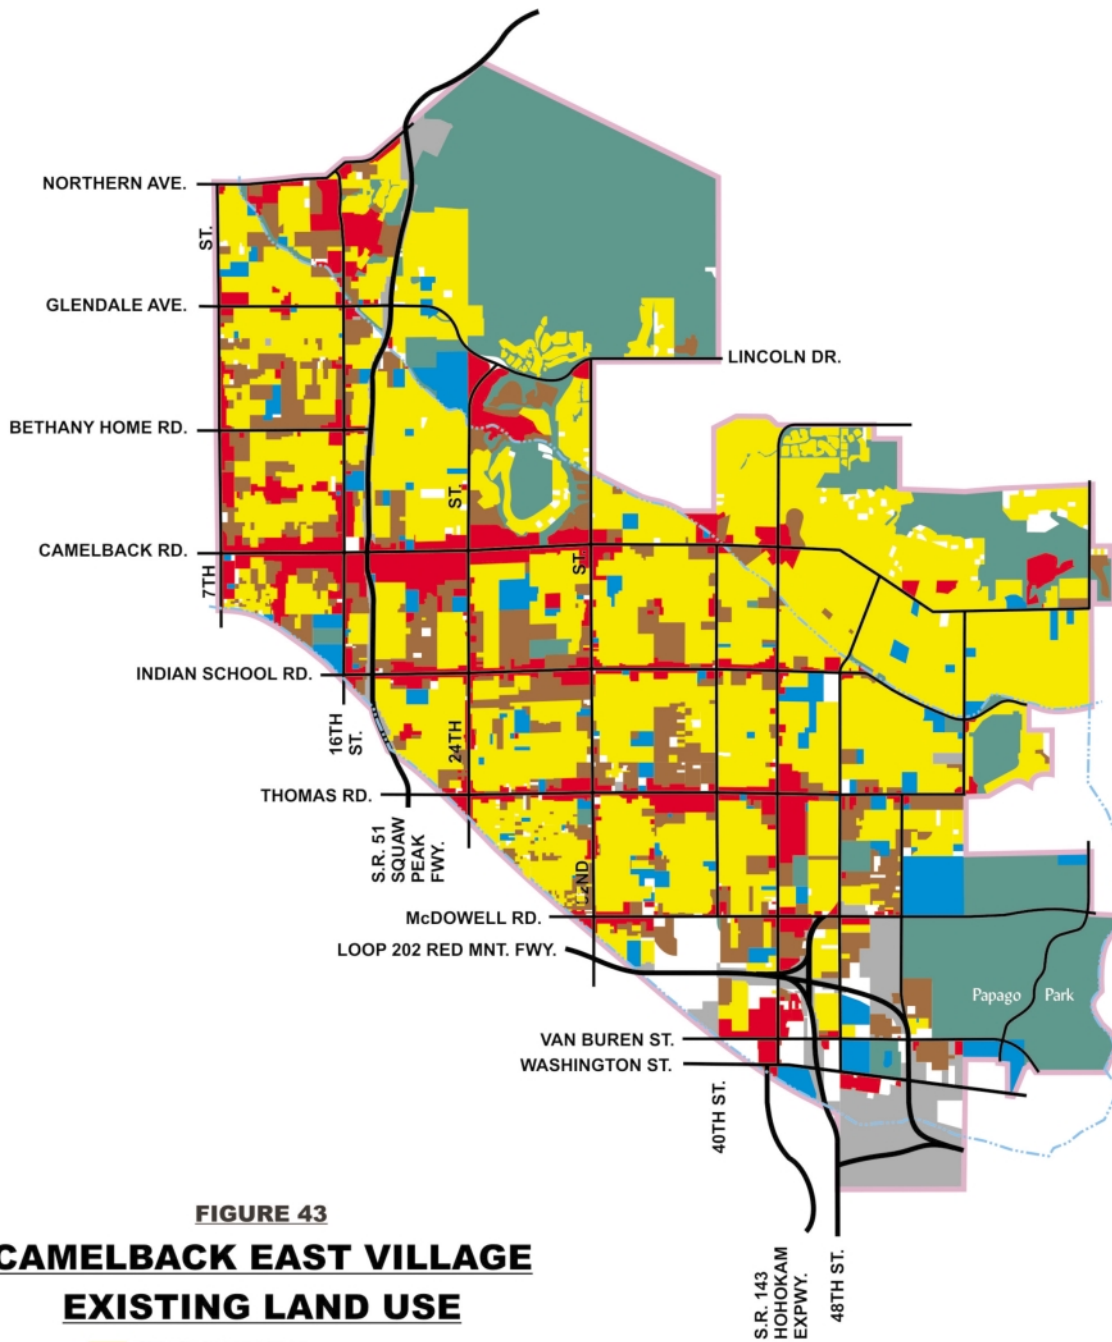 NORTHERN AVE.
ST.
GLENDALE AVE.
LINCOLN DR.
BETHANY HOME RD.
ST.
CAMELBACK RD.
ST.
7TH
INDIAN SCHOOL RD.
16TH
ST.
24TH
THOMAS RD.
S.R. 51
SQUAW
PEAK
FWY.
McDOWELL RD.
LOOP 202 RED MNT. FWY.
Papago Park
VAN BUREN ST.
WASHINGTON ST.
40TH ST.
FIGURE 43
CAMELBACK EAST VILLAGE
EXISTING LAND USE
S.R. 143
HOHOKAM
EXPWY.
48TH ST.